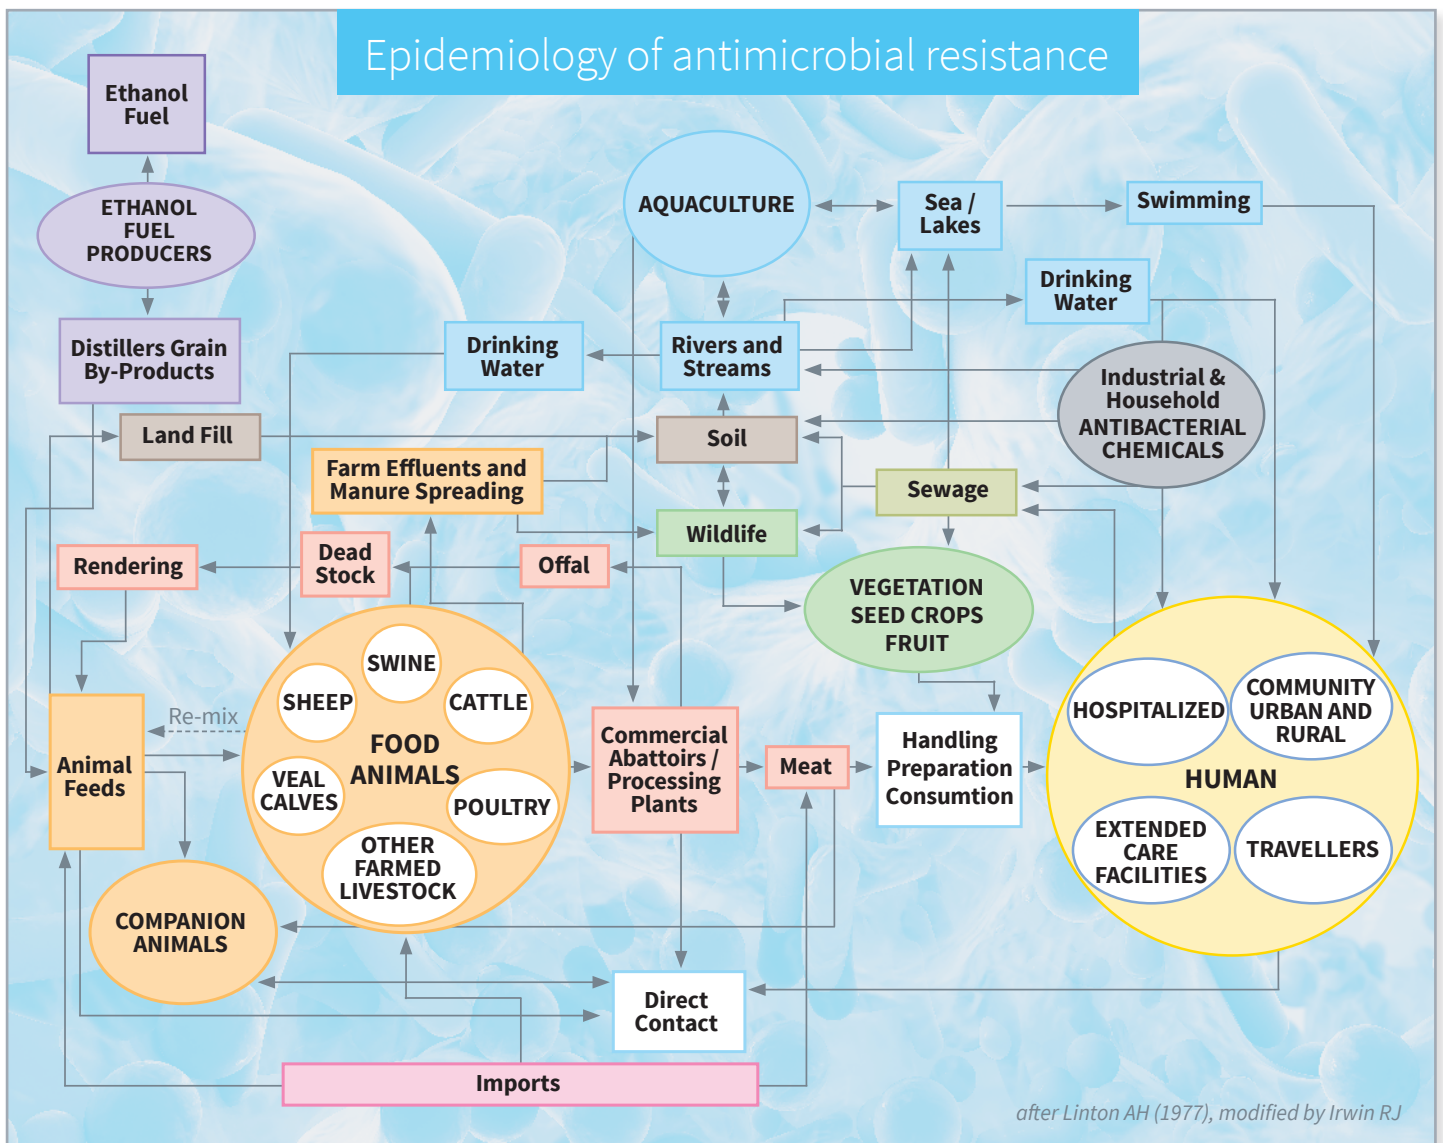 Epidemiology of antimicrobial resistance
Ethanol
Fuel
ETHANOL
FUEL
PRODUCERS
Distillers Grain
By-Products
AQUACULTURE
Sea /
Lakes
Swimming
Drinking
Water
Drinking
Water
Rivers and
Streams
Industrial &
Household
ANTIBACTERIAL
CHEMICALS
Land Fill
Soil
Farm Effluents and
Manure Spreading
Sewage
Wildlife
Rendering
Dead
Stock
Offal
VEGETATION
SEED CROPS
FRUIT
Re-mix
Animal
Feeds
SWINE
SHEEP
CATTLE
FOOD
ANIMALS
VEAL
CALVES
POULTRY
OTHER
FARMED
LIVESTOCK
Commercial
Abattoirs /
Processing
Plants
Meat
Handling
Preparation
Consumtion
HOSPITALIZED
COMMUNITY
URBAN AND
RURAL
HUMAN
EXTENDED
CARE
FACILITIES
TRAVELLERS
COMPANION
ANIMALS
Direct
Contact
Imports
after Linton AH (1977), modified by Irwin RJ